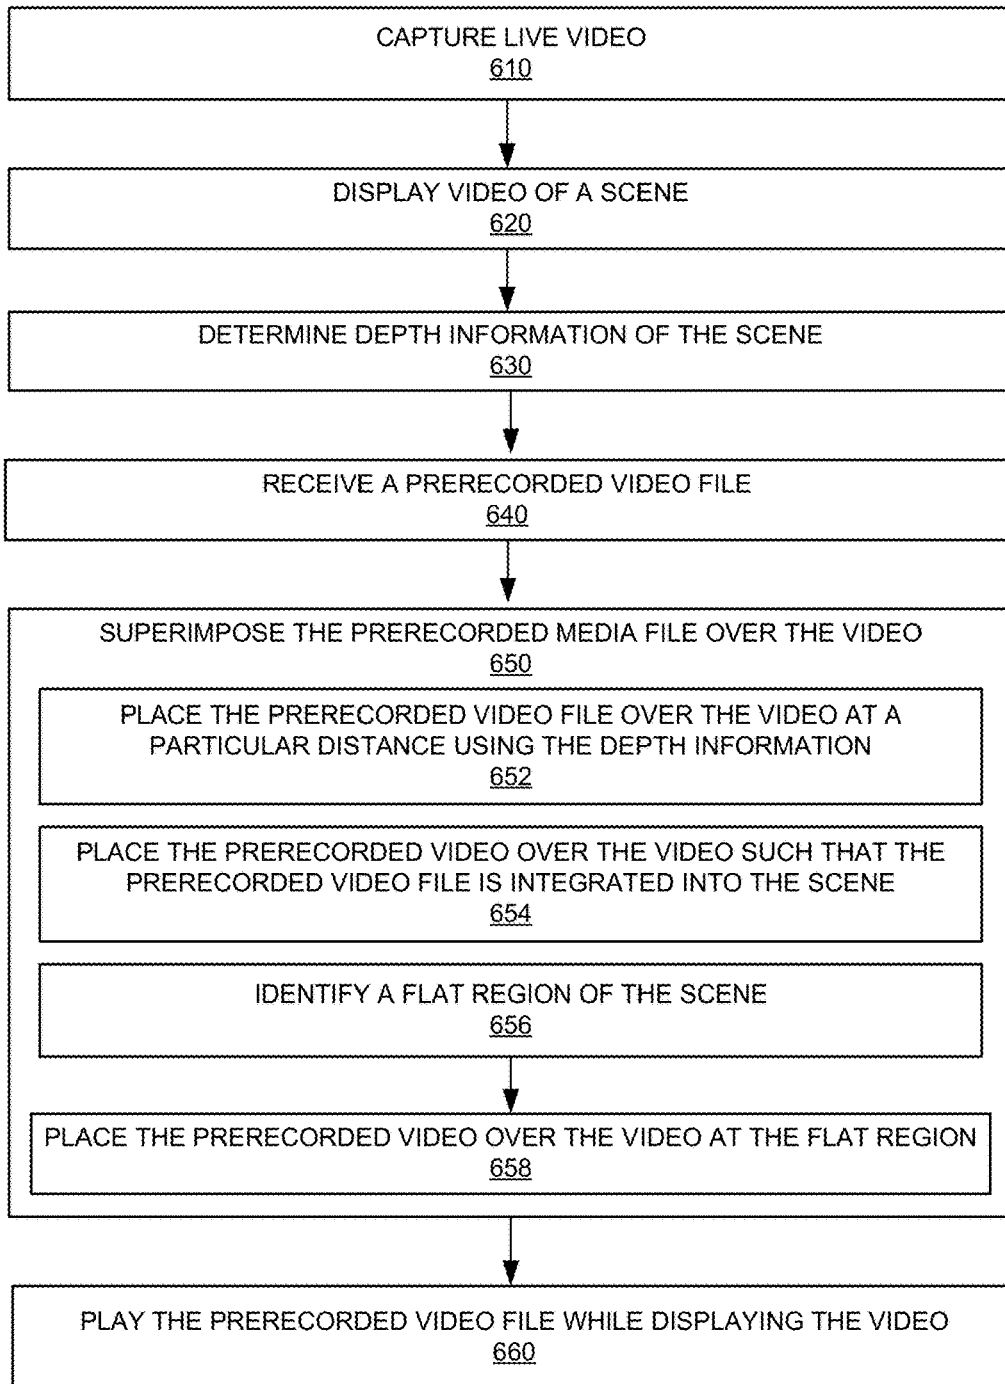 CAPTURE LIVE VIDEO
610
DISPLAY VIDEO OF A SCENE
620
DETERMINE DEPTH INFORMATION OF THE SCENE
630
RECEIVE A PRERECORDED VIDEO FILE
640
SUPERIMPOSE THE PRERECORDED MEDIA FILE OVER THE VIDEO
650
PLACE THE PRERECORDED VIDEO FILE OVER THE VIDEO AT A
PARTICULAR DISTANCE USING THE DEPTH INFORMATION
652
PLACE THE PRERECORDED VIDEO OVER THE VIDEO SUCH THAT THE
PRERECORDED VIDEO FILE IS INTEGRATED INTO THE SCENE
654
IDENTIFY A FLAT REGION OF THE SCENE
656
PLACE THE PRERECORDED VIDEO OVER THE VIDEO AT THE FLAT REGION
658
PLAY THE PRERECORDED VIDEO FILE WHILE DISPLAYING THE VIDEO
660